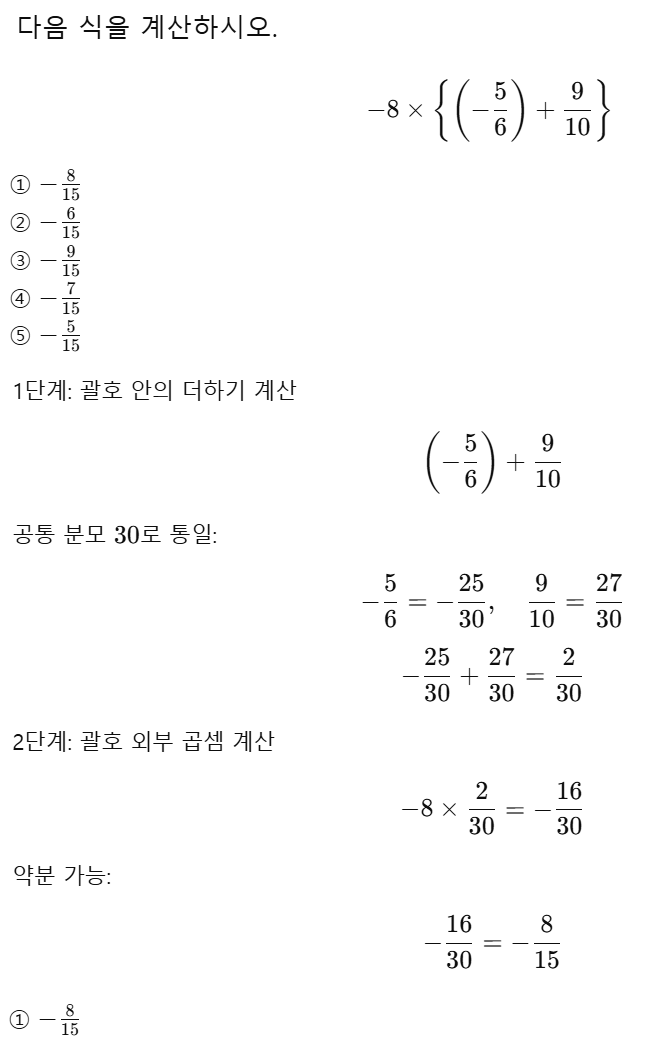 다음 식을 계산하시오.
−8 × {(−5/6) + 9/10}
① −8/15
② −6/15
③ −9/15
④ −7/15
⑤ −5/15
1단계: 괄호 안의 더하기 계산
(−5/6) + 9/10
공통 분모 30로 통일:
−5/6 = −25/30, 9/10 = 27/30
−25/30 + 27/30 = 2/30
2단계: 괄호 외부 곱셈 계산
−8 × 2/30 = −16/30
약분 가능:
−16/30 = −8/15
① −8/15